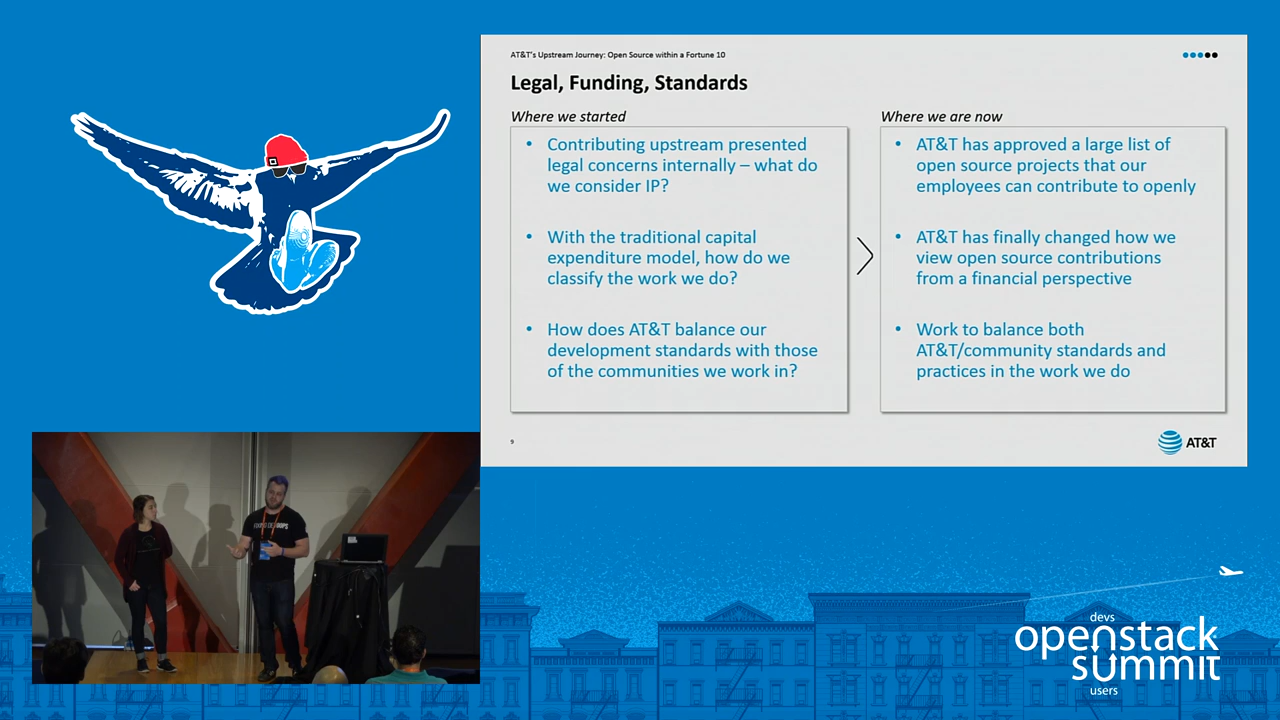 AT&T's Upstream Journey: Open Source within a Fortune 10
Legal, Funding, Standards
Where we started
• Contributing upstream presented
legal concerns internally – what do
we consider IP?
• With the traditional capital
expenditure model, how do we
classify the work we do?
• How does AT&T balance our
development standards with those
of the communities we work in?
Where we are now
• AT&T has approved a large list of
open source projects that our
employees can contribute to openly
• AT&T has finally changed how we
view open source contributions
from a financial perspective
• Work to balance both
AT&T/community standards and
practices in the work we do
9
AT&T
devs
openstack
summit
users